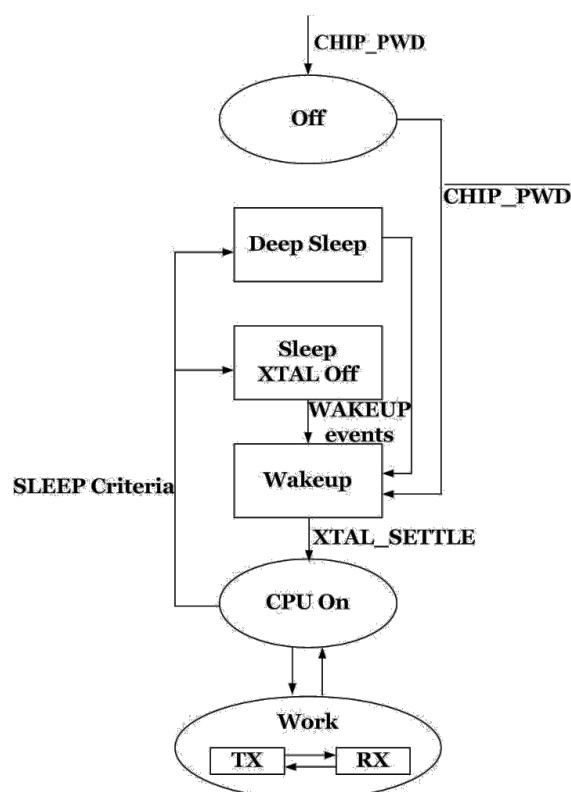 CHIP_PWD
Off
CHIP_PWD
Deep Sleep
Sleep
XTAL Off
WAKEUP
events
Wakeup
SLEEP Criteria
XTAL_SETTLE
CPU On
Work
TX
RX